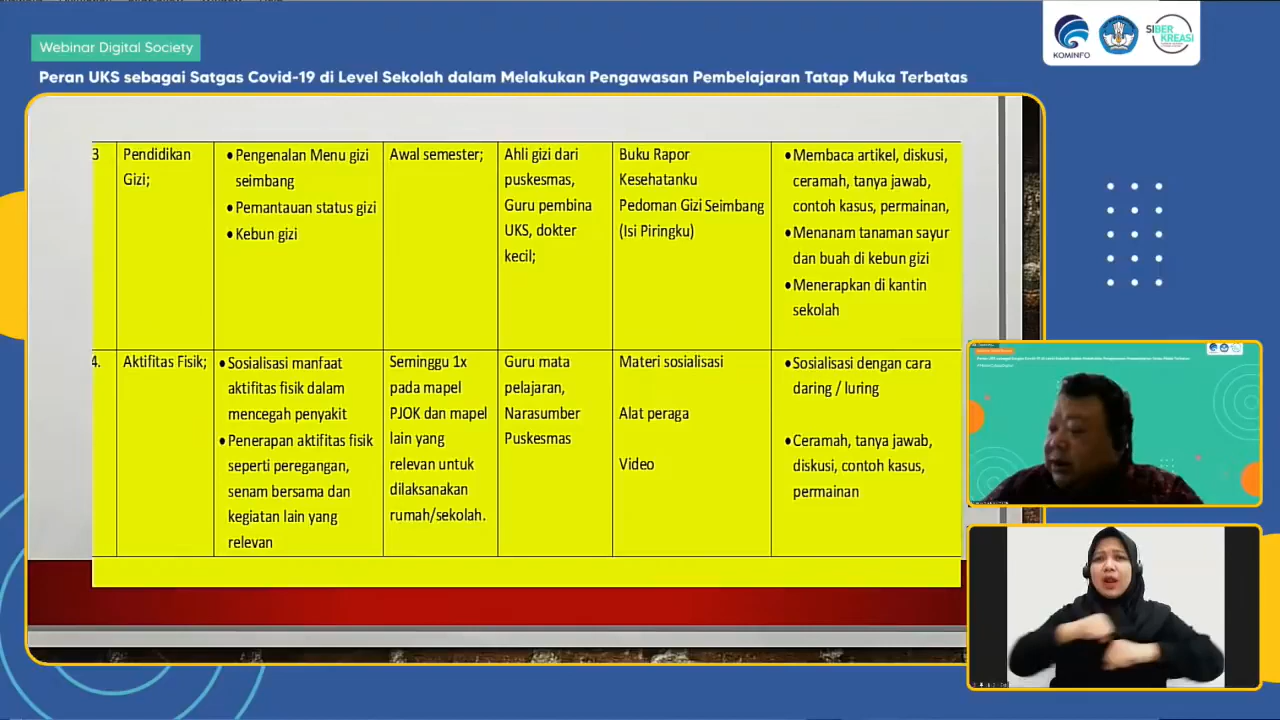 Webinar Digital Society
Peran UKS sebagai Satgas Covid-19 di Level Sekolah dalam Melakukan Pengawasan Pembelajaran Tatap Muka Terbatas
KOMINFO
SIBER
KREASI
3
Pendidikan
Gizi;
•Pengenalan Menu gizi
seimbang
•Pemantauan status gizi
•Kebun gizi
Awal semester;
Ahli gizi dari
puskesmas,
Guru pembina
UKS, dokter
kecil;
Buku Rapor
Kesehatanku
Pedoman Gizi Seimbang
(Isi Piringku)
•Membaca artikel, diskusi,
ceramah, tanya jawab,
contoh kasus, permainan,
•Menanam tanaman sayur
dan buah di kebun gizi
•Menerapkan di kantin
sekolah
4.
Aktifitas Fisik;
•Sosialisasi manfaat
aktifitas fisik dalam
mencegah penyakit
•Penerapan aktifitas fisik
seperti peregangan,
senam bersama dan
kegiatan lain yang
relevan
Seminggu 1x
pada mapel
PJOK dan mapel
lain yang
relevan untuk
dilaksanakan
rumah/sekolah.
Guru mata
pelajaran,
Narasumber
Puskesmas
Materi sosialisasi
Alat peraga
Video
•Sosialisasi dengan cara
daring / luring
•Ceramah, tanya jawab,
diskusi, contoh kasus,
permainan